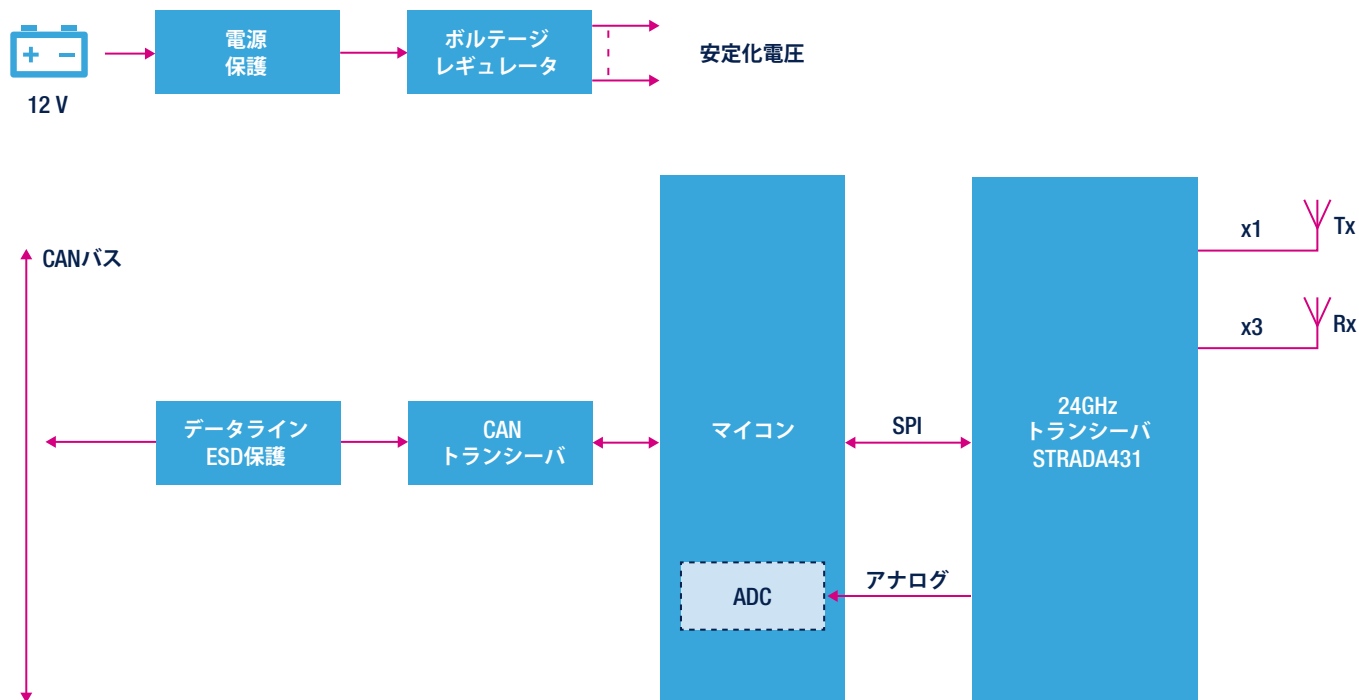 電源
保護
ボルテージ
レギュレータ
安定化電圧
12 V
CANバス
x1
Tx
x3
Rx
データライン
ESD保護
CAN
トランシーバ
マイコン
SPI
24GHz
トランシーバ
STRADA431
アナログ
ADC